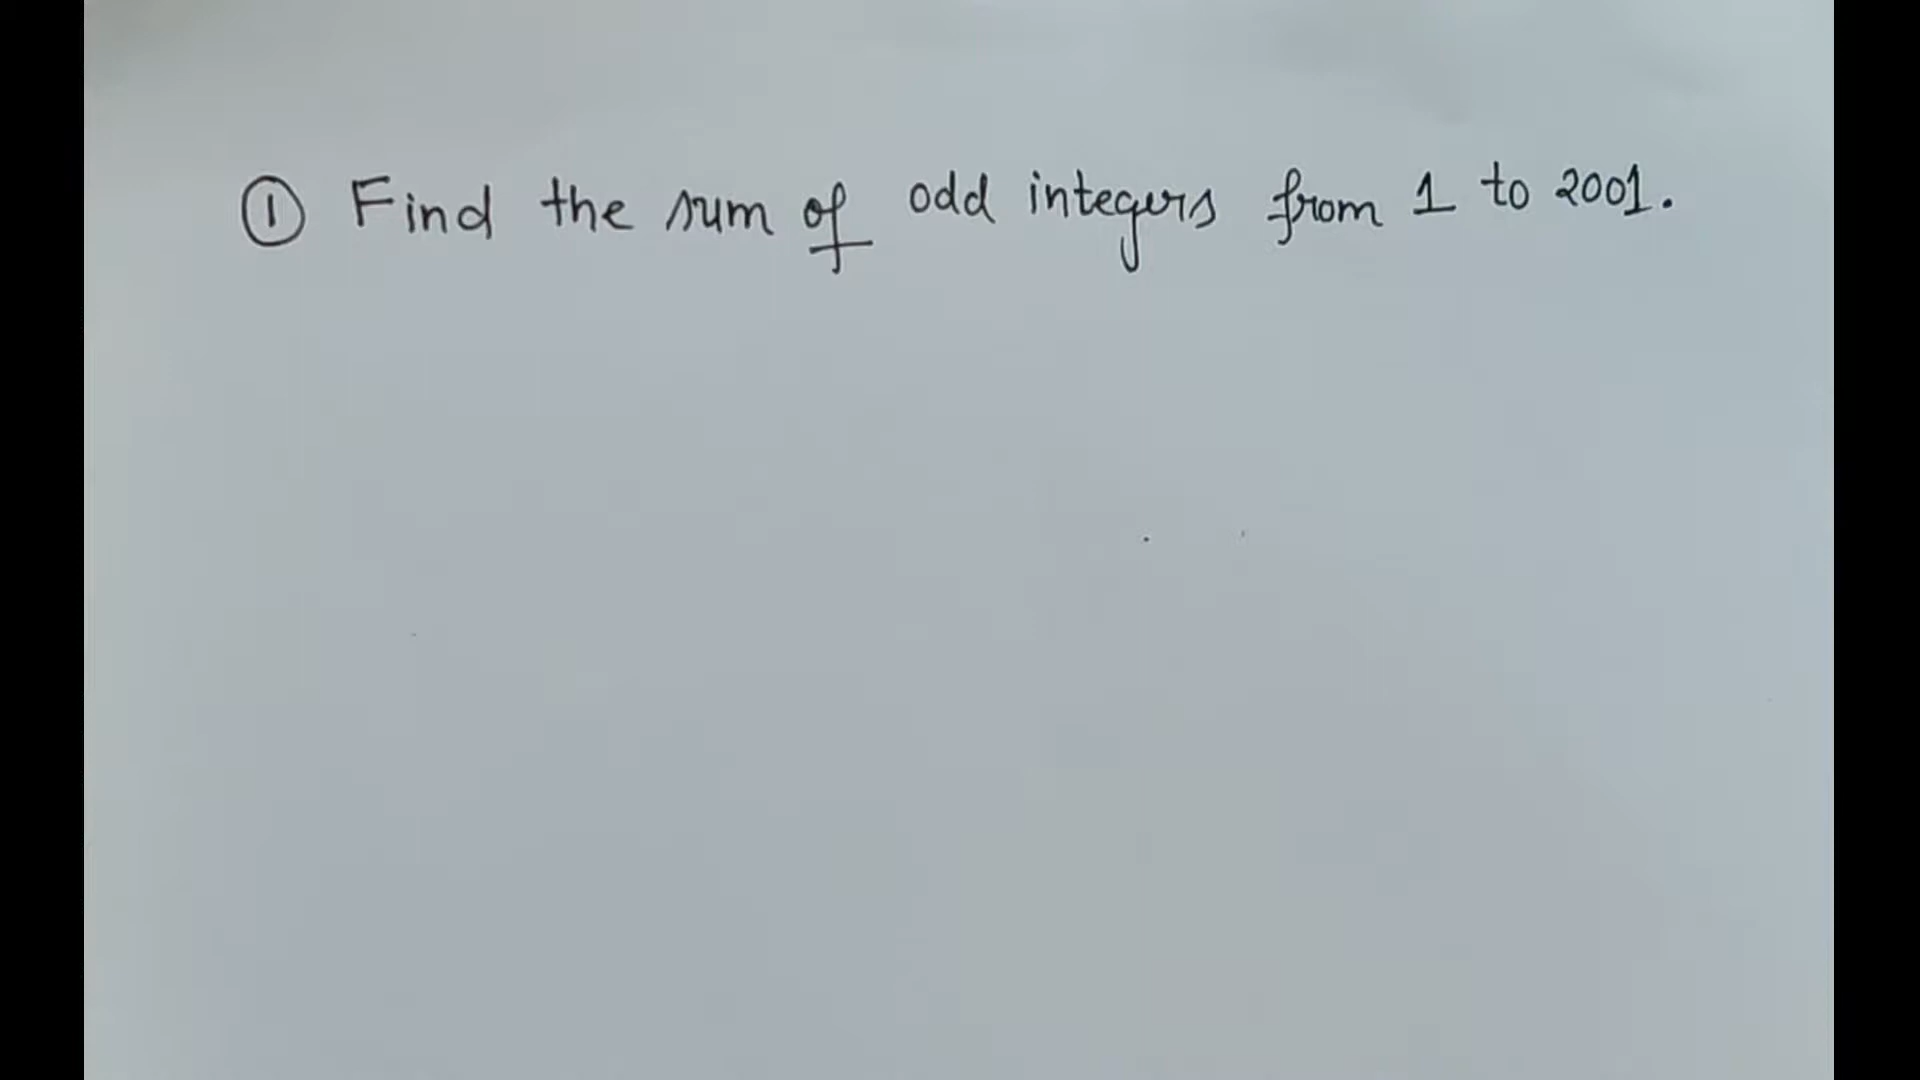 ① Find the sum of odd integers from 1 to 2001.